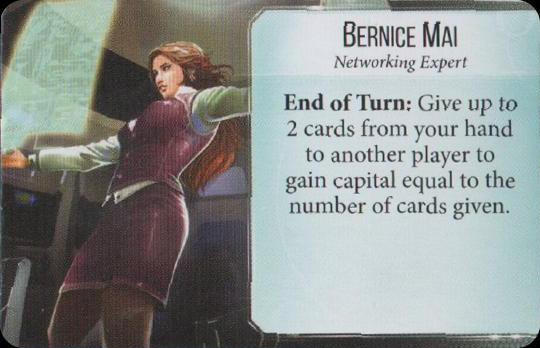 BERNICE MAI
Networking Expert
End of Turn: Give up to
2 cards from your hand
to another player to
gain capital equal to the
number of cards given.